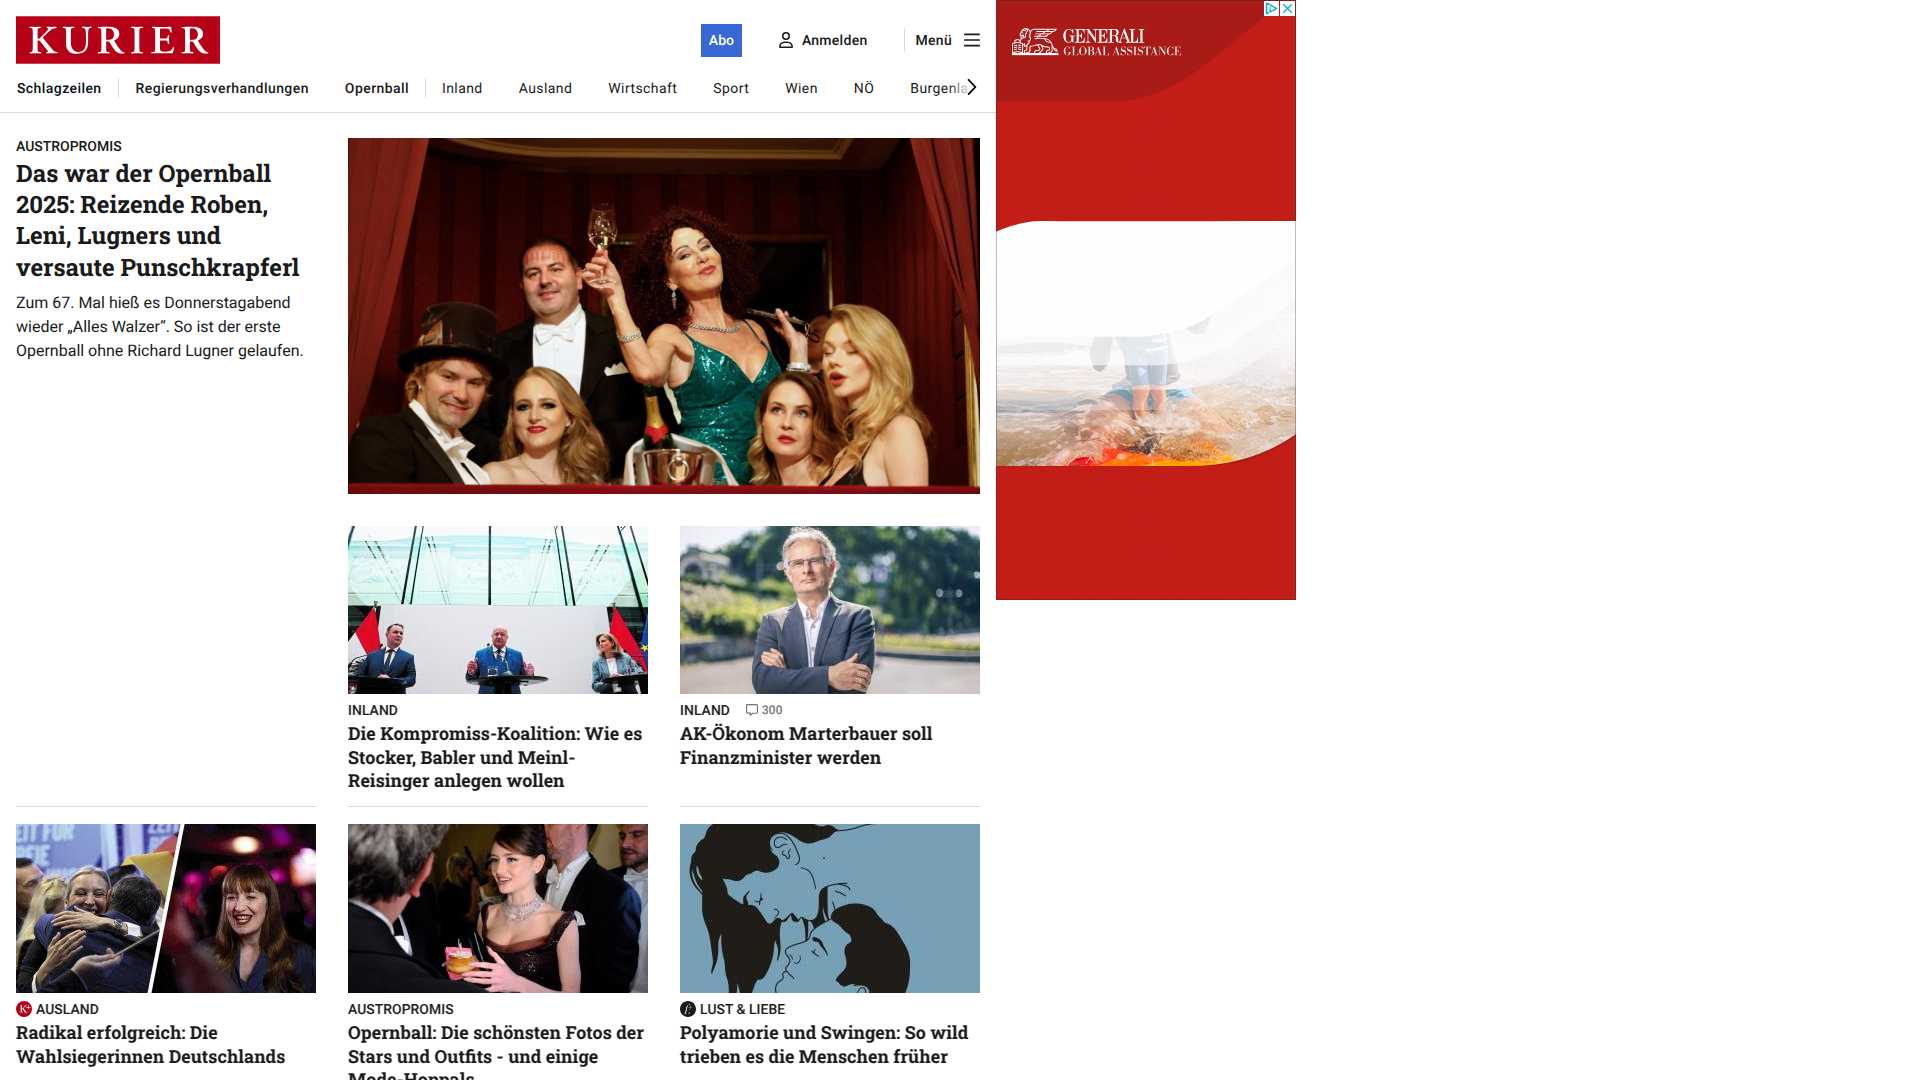 KURIER
Abo
Anmelden
Menü
Schlagzeilen
Regierungsverhandlungen
Opernball
Inland
Ausland
Wirtschaft
Sport
Wien
NÖ
Burgenla
GENERALI
GLOBAL ASSISTANCE
AUSTROPROMIS
Das war der Opernball
2025: Reizende Roben,
Leni, Lugners und
versaute Punschkrapferl
Zum 67. Mal hieß es Donnerstagabend
wieder „Alles Walzer“. So ist der erste
Opernball ohne Richard Lugner gelaufen.
INLAND
Die Kompromiss-Koalition: Wie es
Stocker, Babler und Meinl-
Reisinger anlegen wollen
INLAND 300
AK-Ökonom Marterbauer soll
Finanzminister werden
AUSLAND
Radikal erfolgreich: Die
Wahlsiegerinnen Deutschlands
AUSTROPROMIS
Opernball: Die schönsten Fotos der
Stars und Outfits - und einige
Mode-Hoppals
LUST & LIEBE
Polyamorie und Swingen: So wild
trieben es die Menschen früher